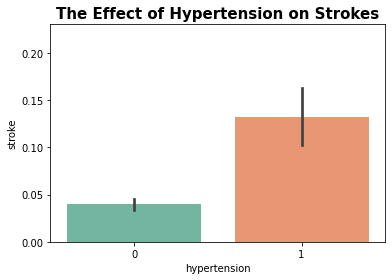 The Effect of Hypertension on Strokes
0.20
0.15
0.10
0.05
0.00
stroke
0 1
hypertension